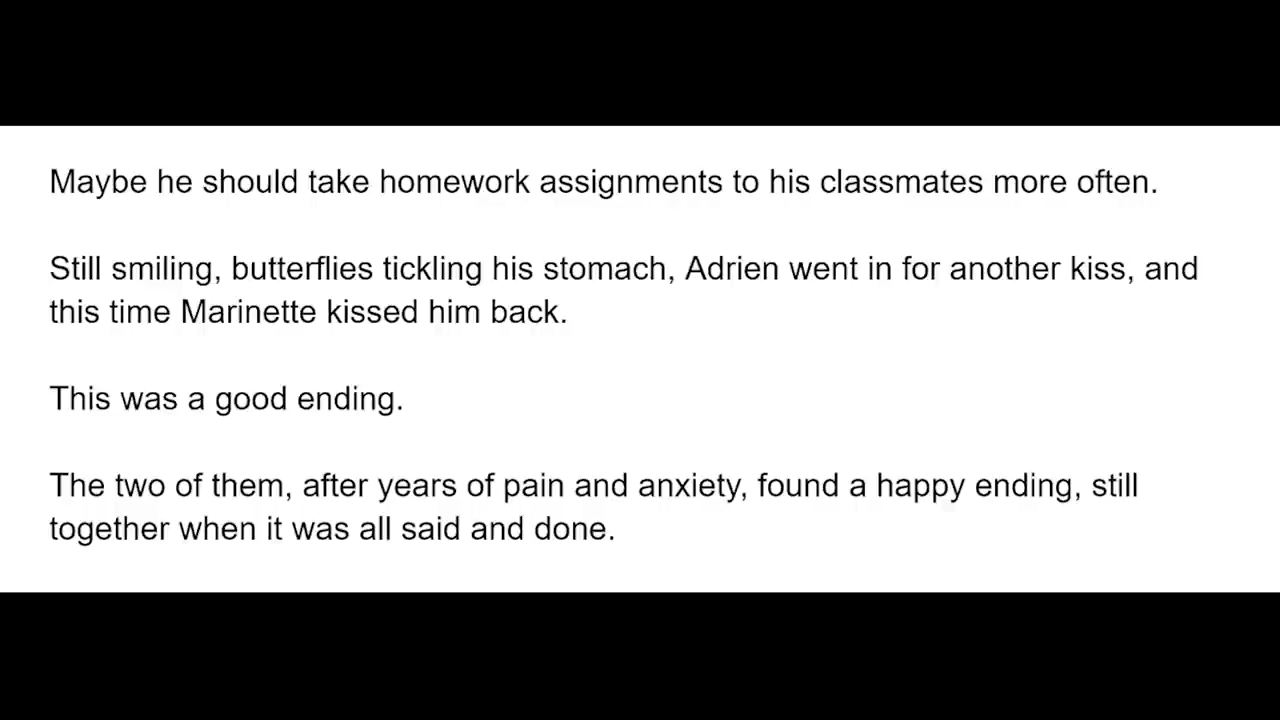 Maybe he should take homework assignments to his classmates more often.
Still smiling, butterflies tickling his stomach, Adrien went in for another kiss, and
this time Marinette kissed him back.
This was a good ending.
The two of them, after years of pain and anxiety, found a happy ending, still
together when it was all said and done.